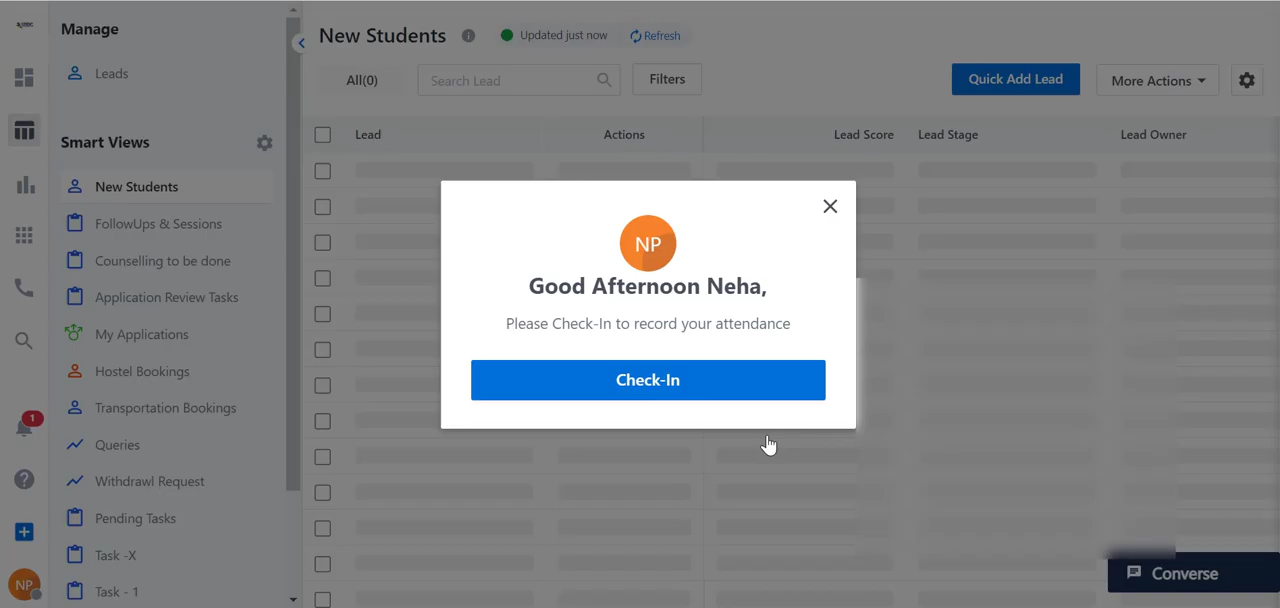 Manage
Leads
Smart Views
New Students
FollowUps & Sessions
Counselling to be done
Application Review Tasks
My Applications
Hostel Bookings
Transportation Bookings
Queries
Withdrawl Request
Pending Tasks
Task -X
Task - 1
1
NP
New Students
Updated just now
Refresh
All(0)
Search Lead
Filters
Quick Add Lead
More Actions
Lead
Actions
Lead Score
Lead Stage
Lead Owner
NP
Good Afternoon Neha,
Please Check-In to record your attendance
Check-In
Converse